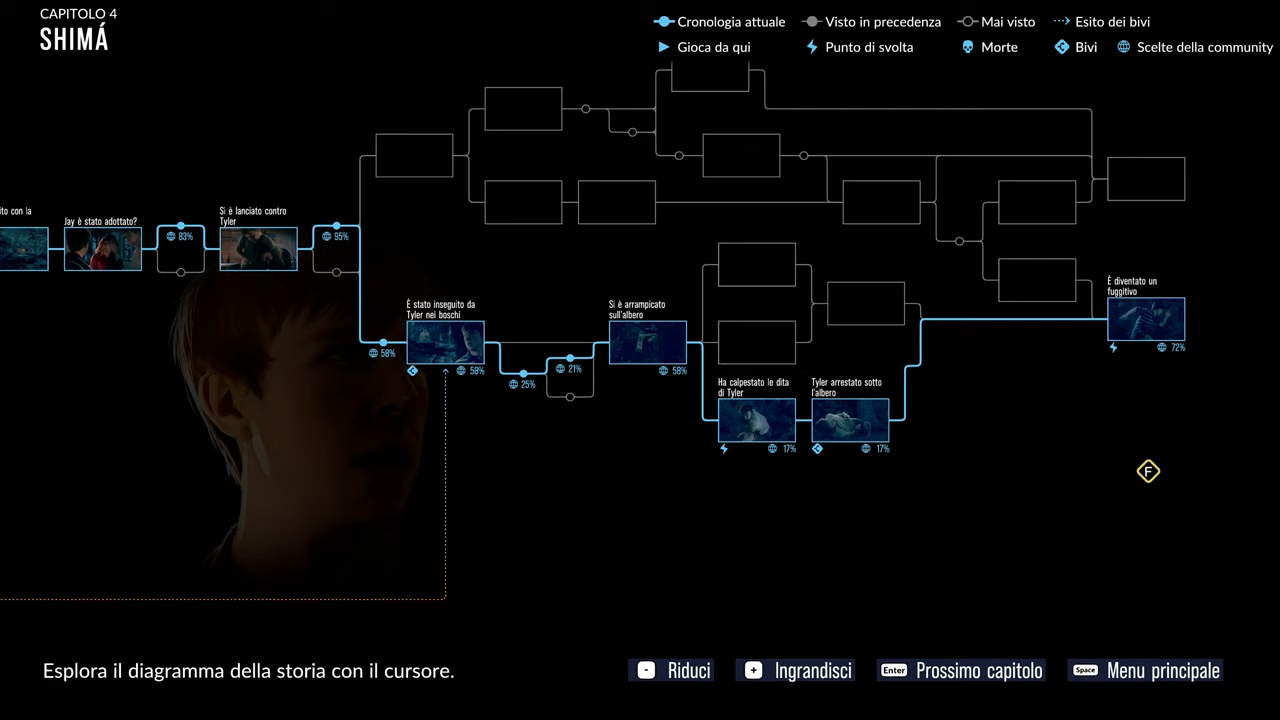 CAPITOLO 4
SHIMÁ
Cronologia attuale
Visto in precedenza
Mai visto
Esito dei bivi
Gioca da qui
Punto di svolta
Morte
Bivi
Scelte della community
ito con la
Jay è stato adottato?
83%
Si è lanciato contro
Tyler
95%
58%
È stato inseguito da
Tyler nei boschi
58%
25%
21%
Si è arrampicato
sull'albero
58%
Ha calpestato le dita
di Tyler
17%
Tyler arrestato sotto
l'albero
17%
È diventato un
fuggitivo
72%
F
Esplora il diagramma della storia con il cursore.
- Riduci
+ Ingrandisci
Enter Prossimo capitolo
Space Menu principale